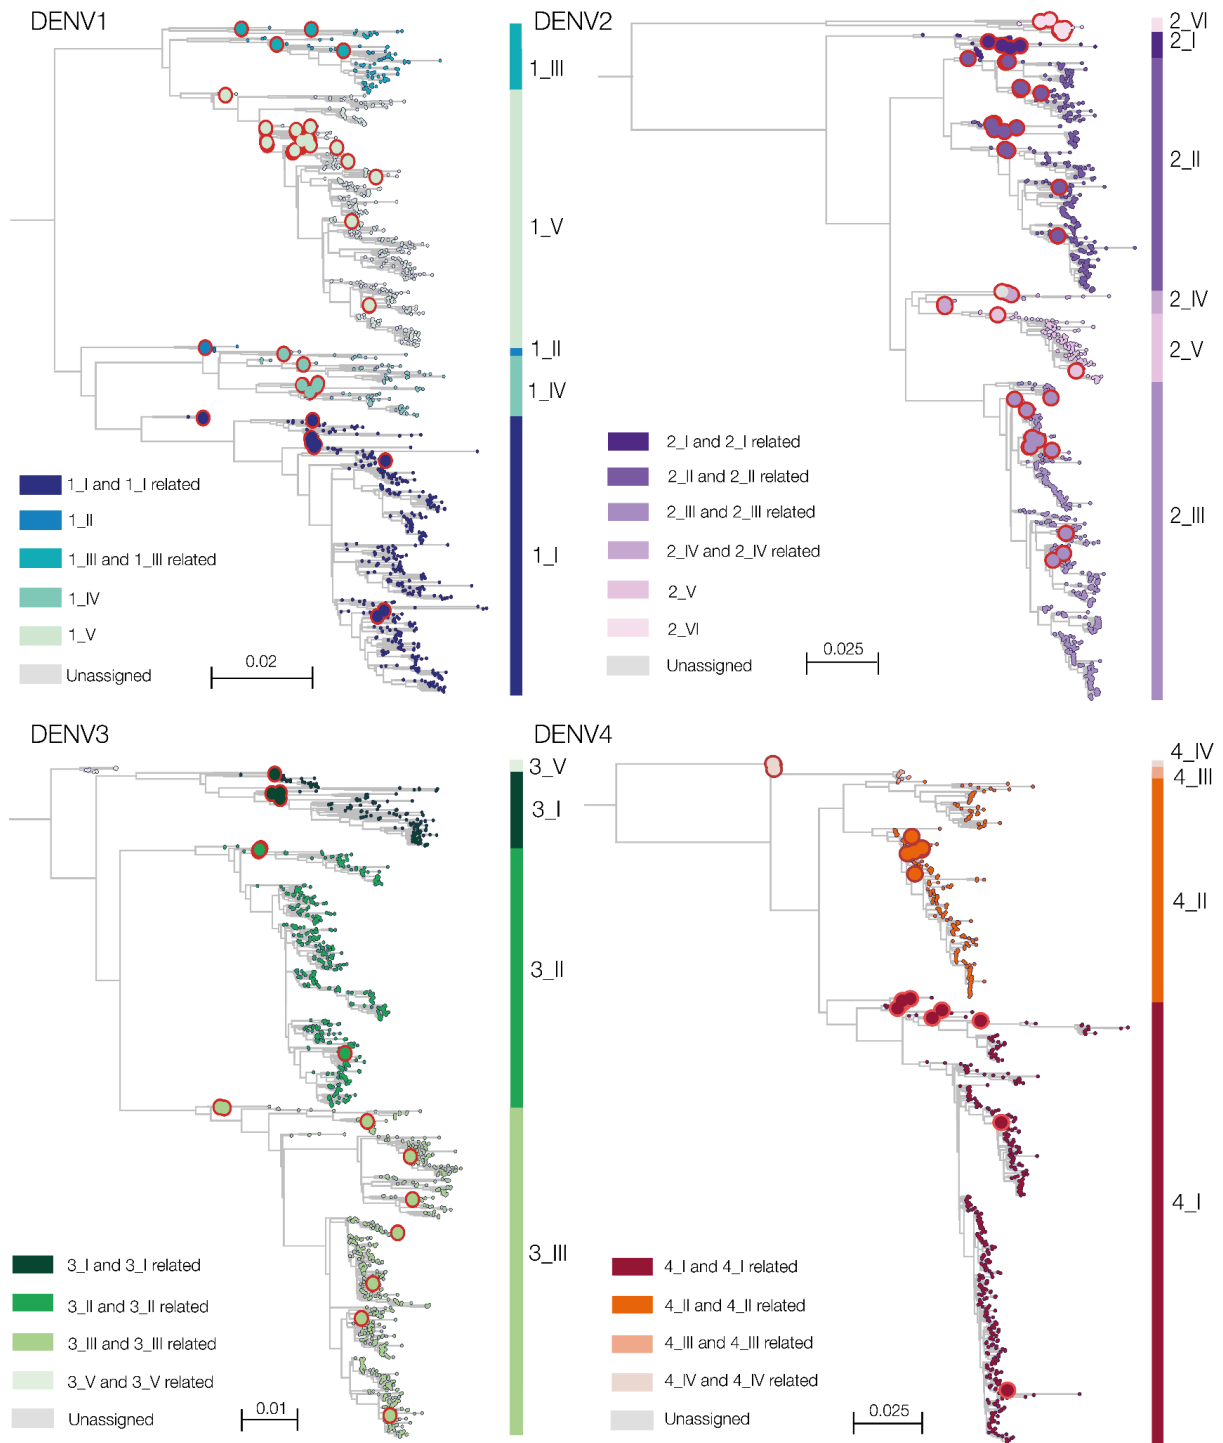 DENV1
1_III
1_V
1_II
1_IV
1_I
1_I and 1_I related
1_II
1_III and 1_III related
1_IV
1_V
Unassigned
0.02
DENV2
2_VI
2_I
2_II
2_IV
2_V
2_III
2_I and 2_I related
2_II and 2_II related
2_III and 2_III related
2_IV and 2_IV related
2_V
2_VI
Unassigned
0.025
DENV3
3_V
3_I
3_II
3_III
3_I and 3_I related
3_II and 3_II related
3_III and 3_III related
3_V and 3_V related
Unassigned
0.01
DENV4
4_IV
4_III
4_II
4_I
4_I and 4_I related
4_II and 4_II related
4_III and 4_III related
4_IV and 4_IV related
Unassigned
0.025